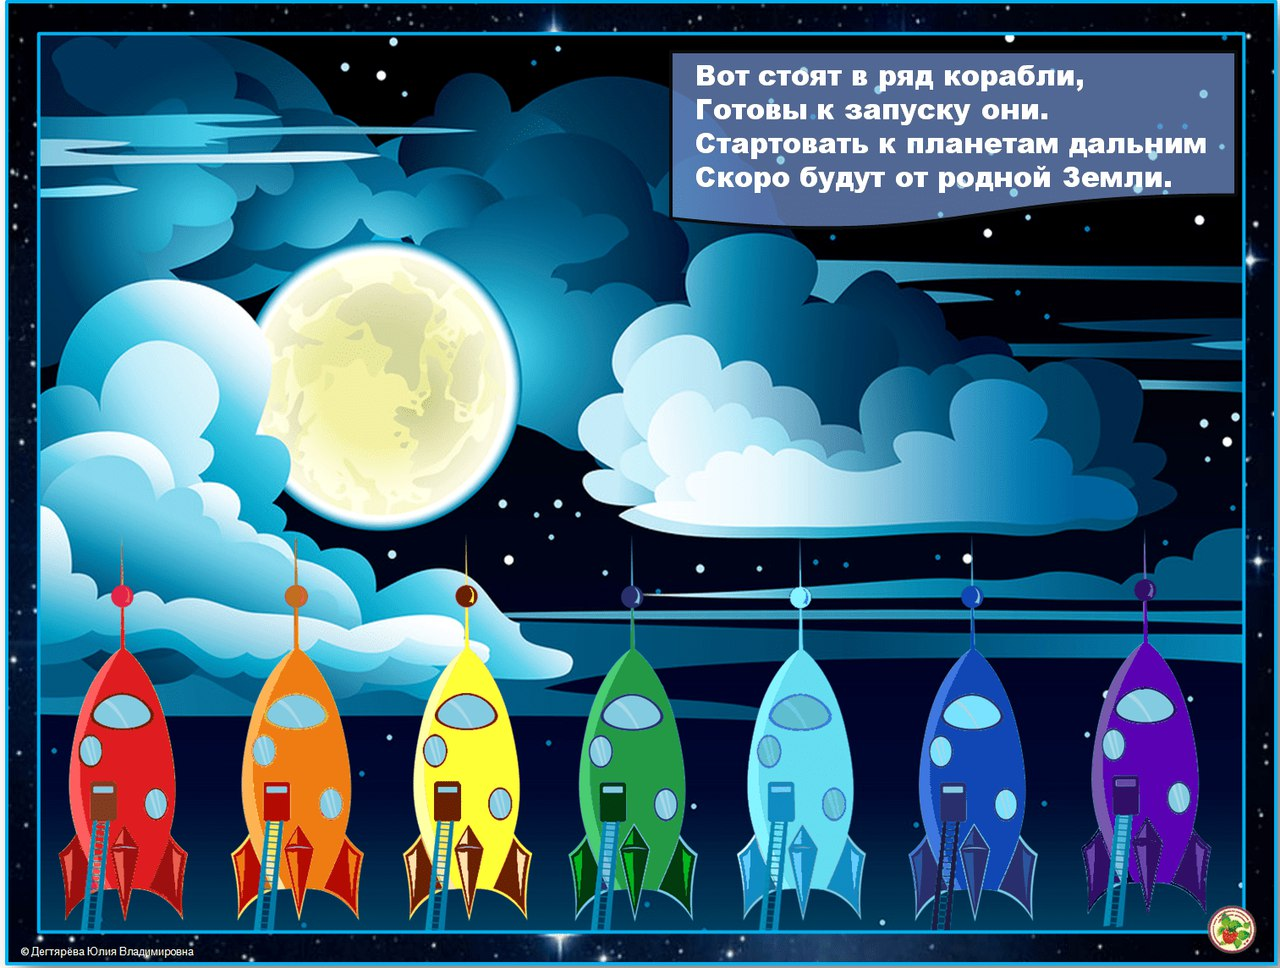 Вот стоят в ряд корабли,
Готовы к запуску они.
Стартовать к планетам дальним
Скоро будут от родной Земли.
© Дегтярёва Юлия Владимировна